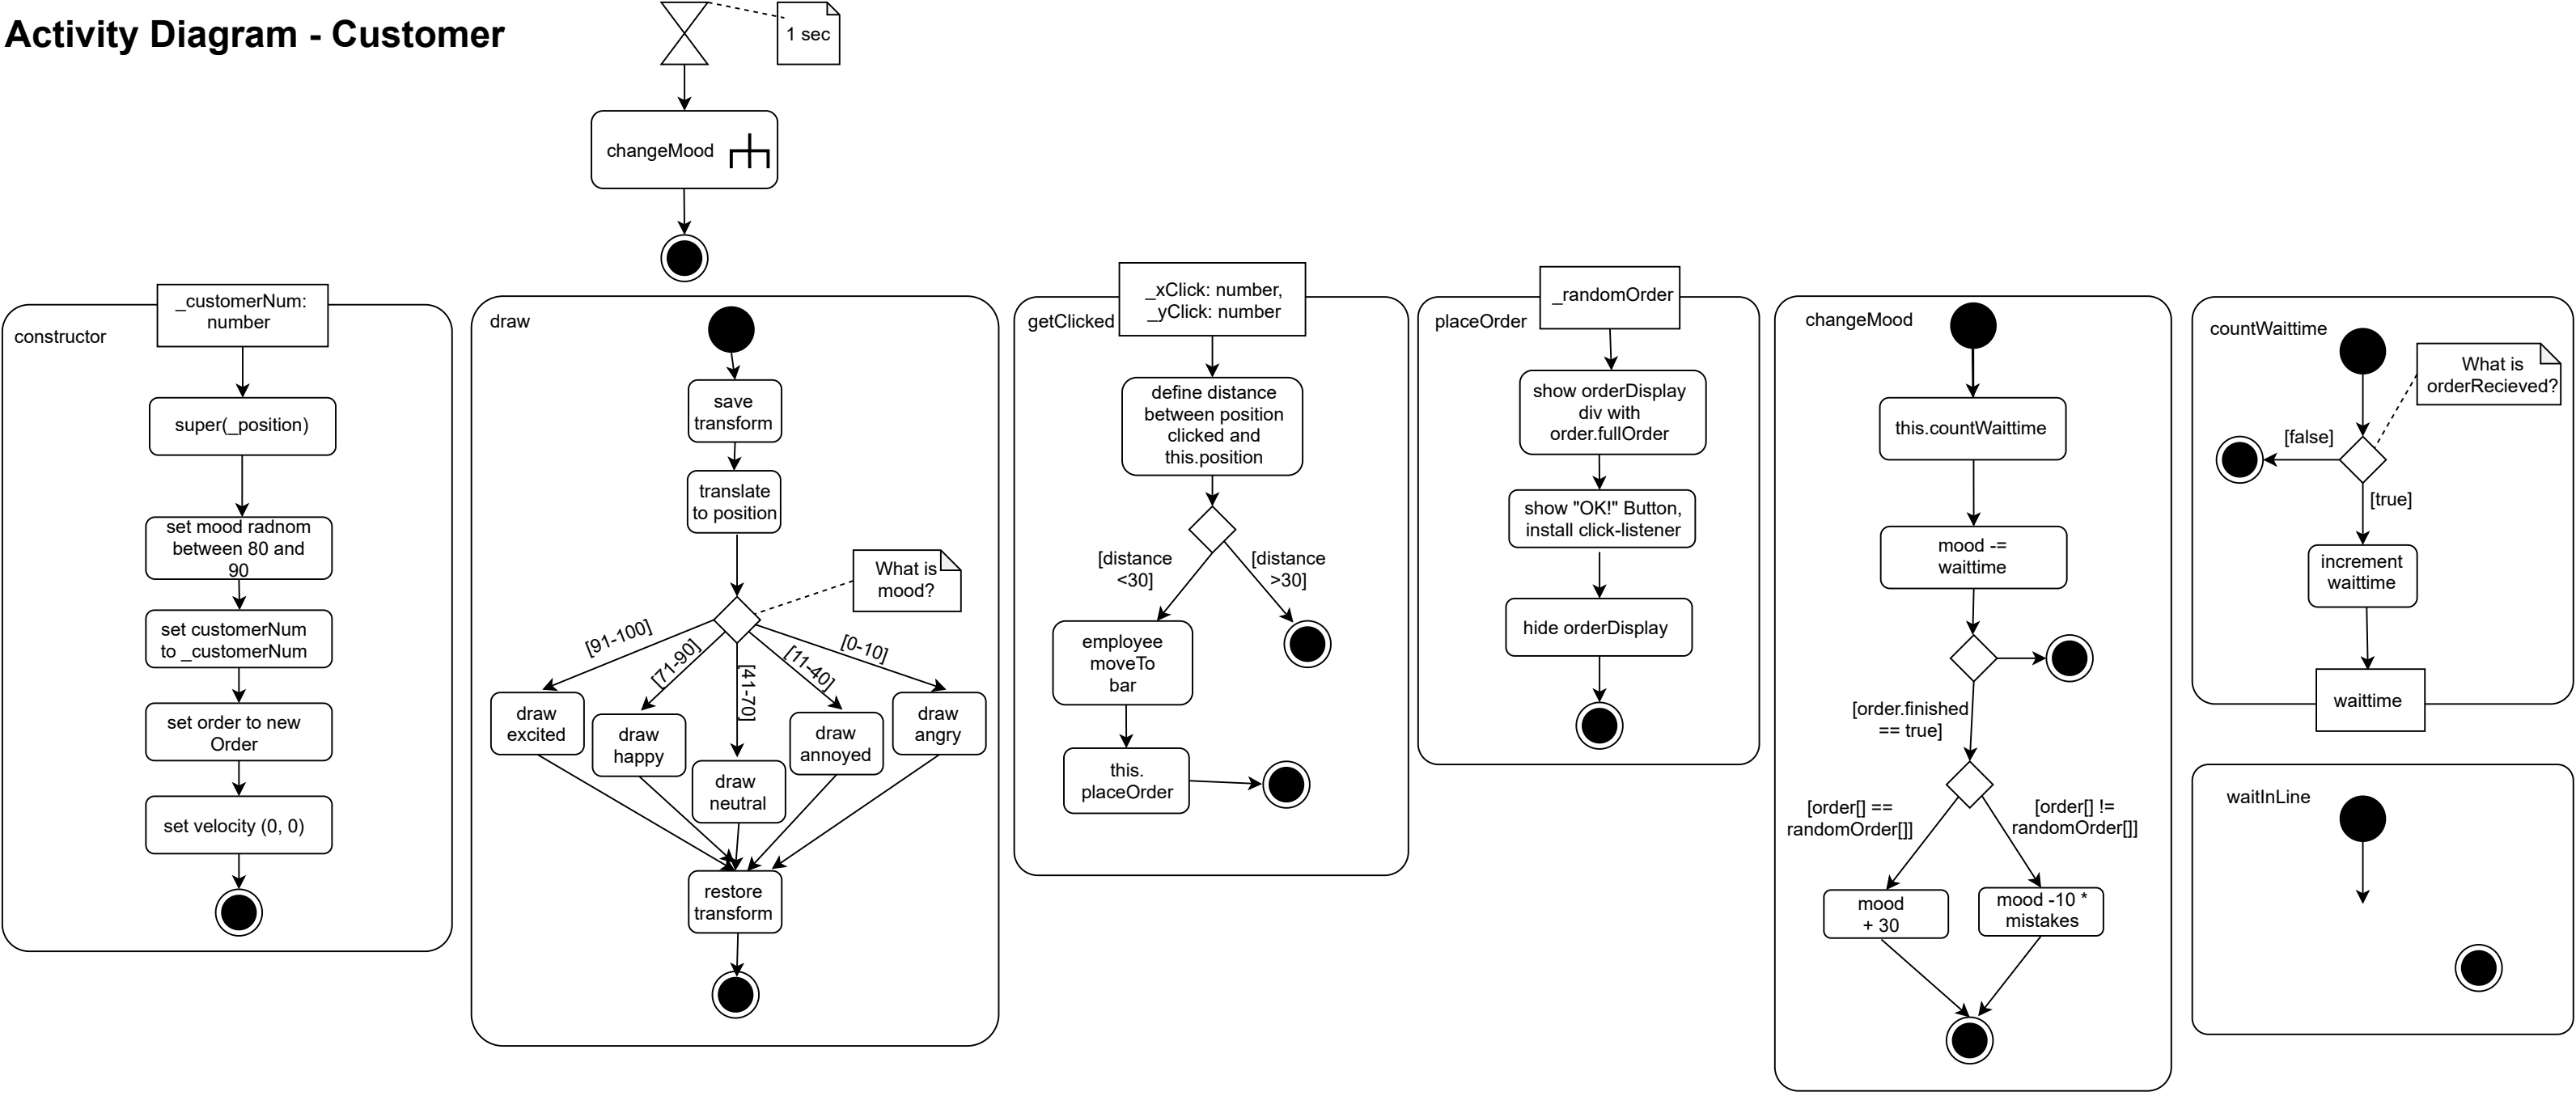 Activity Diagram - Customer
1 sec
changeMood
_customerNum:
number
constructor
super(_position)
set mood radnom
between 80 and
90
set customerNum
to _customerNum
set order to new
Order
set velocity (0, 0)
draw
save
transform
translate
to position
What is
mood?
[91-100]
[71-90]
[41-70]
[11-40]
[0-10]
draw
excited
draw
happy
draw
neutral
draw
annoyed
draw
angry
restore
transform
_xClick: number,
_yClick: number
getClicked
define distance
between position
clicked and
this.position
[distance
<30]
[distance
>30]
employee
moveTo
bar
this.
placeOrder
_randomOrder
placeOrder
show orderDisplay
div with
order.fullOrder
show "OK!" Button,
install click-listener
hide orderDisplay
changeMood
this.countWaittime
mood -=
waittime
[order.finished
== true]
[order[] ==
randomOrder[]]
[order[] !=
randomOrder[]]
mood
+ 30
mood -10 *
mistakes
countWaittime
What is
orderRecieved?
[false]
[true]
increment
waittime
waittime
waitInLine